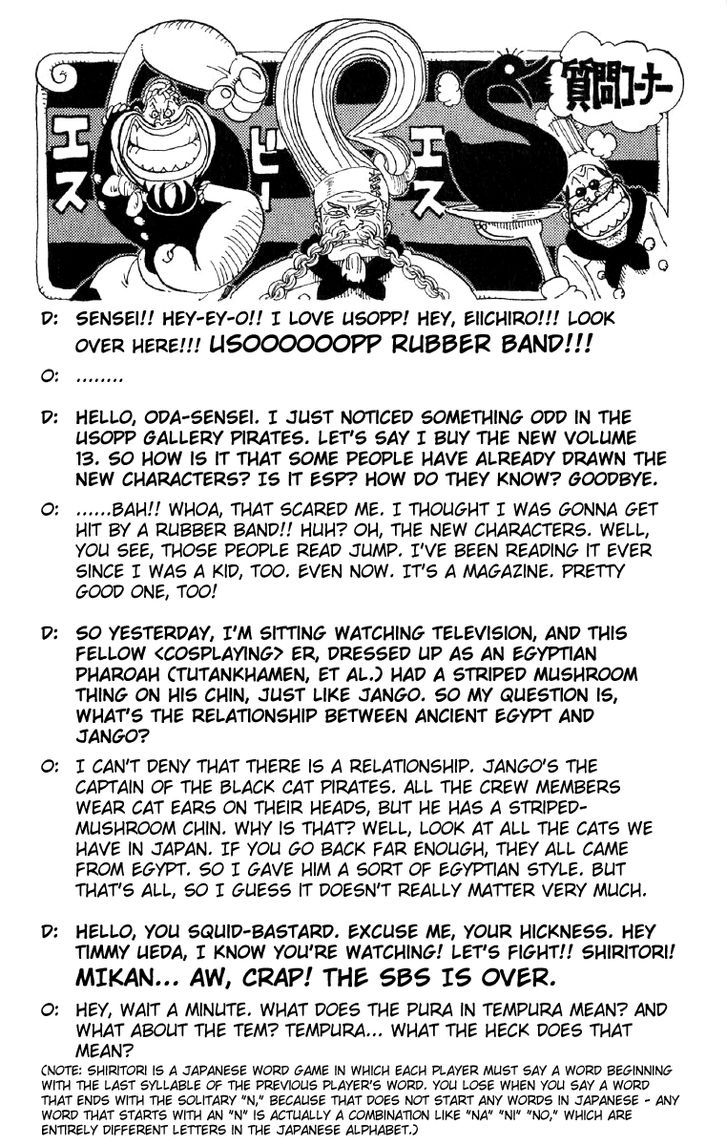 質問コーナー
エス
ビー
エス
D: SENSEI!! HEY-EY-O!! I LOVE USOPP! HEY, EIICHIRO!!! LOOK
OVER HERE!!! USOOOOOOPP RUBBER BAND!!!
O: ........
D: HELLO, ODA-SENSEI. I JUST NOTICED SOMETHING ODD IN THE
USOPP GALLERY PIRATES. LET'S SAY I BUY THE NEW VOLUME
13. SO HOW IS IT THAT SOME PEOPLE HAVE ALREADY DRAWN THE
NEW CHARACTERS? IS IT ESP? HOW DO THEY KNOW? GOODBYE.
O: ......BAH!! WHOA, THAT SCARED ME. I THOUGHT I WAS GONNA GET
HIT BY A RUBBER BAND!! HUH? OH, THE NEW CHARACTERS. WELL,
YOU SEE, THOSE PEOPLE READ JUMP. I'VE BEEN READING IT EVER
SINCE I WAS A KID, TOO. EVEN NOW. IT'S A MAGAZINE. PRETTY
GOOD ONE, TOO!
D: SO YESTERDAY, I'M SITTING WATCHING TELEVISION, AND THIS
FELLOW <COSPLAYING> ER, DRESSED UP AS AN EGYPTIAN
PHAROAH (TUTANKHAMEN, ET AL.) HAD A STRIPED MUSHROOM
THING ON HIS CHIN, JUST LIKE JANGO. SO MY QUESTION IS,
WHAT'S THE RELATIONSHIP BETWEEN ANCIENT EGYPT AND
JANGO?
O: I CAN'T DENY THAT THERE IS A RELATIONSHIP. JANGO'S THE
CAPTAIN OF THE BLACK CAT PIRATES. ALL THE CREW MEMBERS
WEAR CAT EARS ON THEIR HEADS, BUT HE HAS A STRIPED-
MUSHROOM CHIN. WHY IS THAT? WELL, LOOK AT ALL THE CATS WE
HAVE IN JAPAN. IF YOU GO BACK FAR ENOUGH, THEY ALL CAME
FROM EGYPT. SO I GAVE HIM A SORT OF EGYPTIAN STYLE. BUT
THAT'S ALL, SO I GUESS IT DOESN'T REALLY MATTER VERY MUCH.
D: HELLO, YOU SQUID-BASTARD. EXCUSE ME, YOUR HICKNESS. HEY
TIMMY UEDA, I KNOW YOU'RE WATCHING! LET'S FIGHT!! SHIRITORI!
MIKAN... AW, CRAP! THE SBS IS OVER.
O: HEY, WAIT A MINUTE. WHAT DOES THE PURA IN TEMPURA MEAN? AND
WHAT ABOUT THE TEM? TEMPURA... WHAT THE HECK DOES THAT
MEAN?
(NOTE: SHIRITORI IS A JAPANESE WORD GAME IN WHICH EACH PLAYER MUST SAY A WORD BEGINNING
WITH THE LAST SYLLABLE OF THE PREVIOUS PLAYER'S WORD. YOU LOSE WHEN YOU SAY A WORD
THAT ENDS WITH THE SOLITARY "N," BECAUSE THAT DOES NOT START ANY WORDS IN JAPANESE - ANY
WORD THAT STARTS WITH AN "N" IS ACTUALLY A COMBINATION LIKE "NA" "NI" "NO," WHICH ARE
ENTIRELY DIFFERENT LETTERS IN THE JAPANESE ALPHABET.)